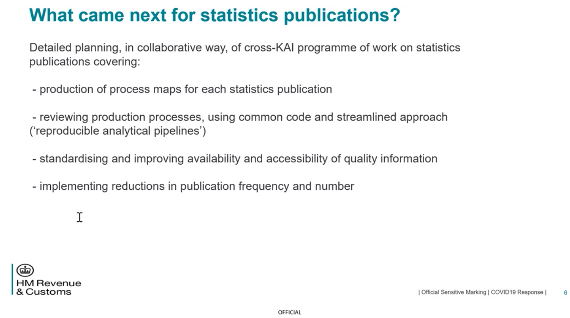 What came next for statistics publications?
Detailed planning, in collaborative way, of cross-KAI programme of work on statistics
publications covering:
- production of process maps for each statistics publication
- reviewing production processes, using common code and streamlined approach
(‘reproducible analytical pipelines’)
- standardising and improving availability and accessibility of quality information
- implementing reductions in publication frequency and number
HM Revenue
& Customs
| Official Sensitive Marking | COVID19 Response |
6
OFFICIAL